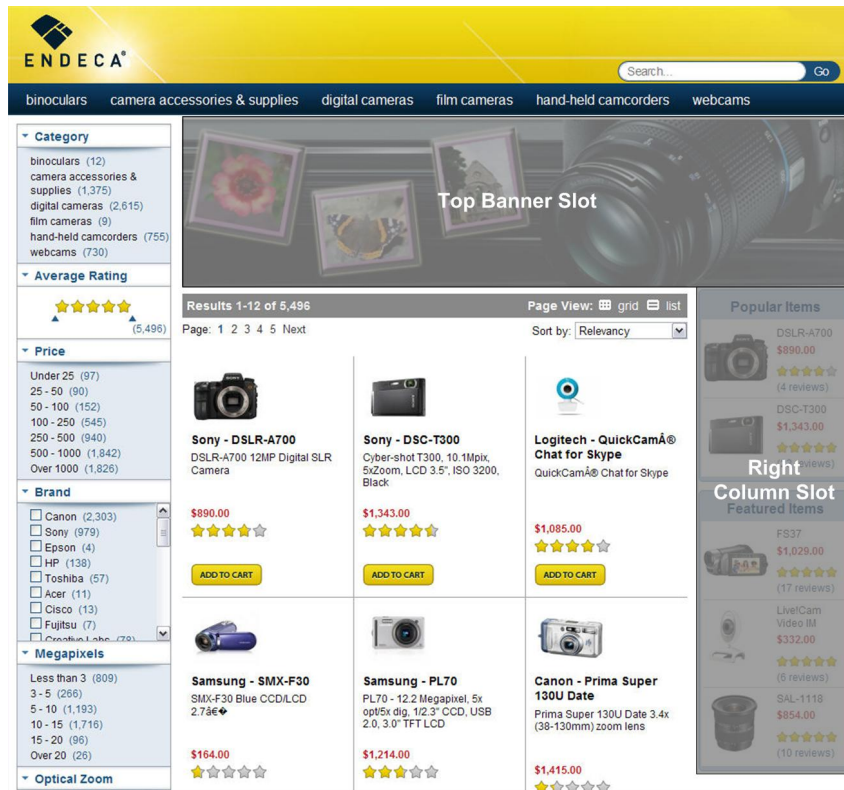 ENDECA®
Search...
Go
binoculars
camera accessories & supplies
digital cameras
film cameras
hand-held camcorders
webcams
Category
binoculars (12)
camera accessories &
supplies (1,375)
digital cameras (2,615)
film cameras (9)
hand-held camcorders (755)
webcams (730)
Average Rating
(5,496)
Price
Under 25 (97)
25 - 50 (90)
50 - 100 (152)
100 - 250 (545)
250 - 500 (940)
500 - 1000 (1,842)
Over 1000 (1,826)
Brand
Canon (2,303)
Sony (979)
Epson (4)
HP (138)
Toshiba (57)
Acer (11)
Cisco (13)
Fujitsu (7)
Creative Labs (78)
Megapixels
Less than 3 (809)
3 - 5 (266)
5 - 10 (1,193)
10 - 15 (1,716)
15 - 20 (96)
Over 20 (26)
Optical Zoom
Top Banner Slot
Results 1-12 of 5,496
Page View: grid list
Page: 1 2 3 4 5 Next
Sort by: Relevancy
Sony - DSLR-A700
DSLR-A700 12MP Digital SLR
Camera
$890.00
ADD TO CART
Sony - DSC-T300
Cyber-shot T300, 10.1Mpix,
5xZoom, LCD 3.5", ISO 3200,
Black
$1,343.00
ADD TO CART
Logitech - QuickCamÂ®
Chat for Skype
QuickCamÂ® Chat for Skype
$1,085.00
ADD TO CART
Samsung - SMX-F30
SMX-F30 Blue CCD/LCD
2.7â€�
$164.00
Samsung - PL70
PL70 - 12.2 Megapixel, 5x
opt/5x dig, 1/2.3" CCD, USB
2.0, 3.0" TFT LCD
$1,214.00
Canon - Prima Super
130U Date
Prima Super 130U Date 3.4x
(38-130mm) zoom lens
$1,415.00
Popular Items
DSLR-A700
$890.00
(4 reviews)
DSC-T300
$1,343.00
reviews)
Right
Column Slot
Featured Items
FS37
$1,029.00
(17 reviews)
Live!Cam
Video IM
$332.00
(6 reviews)
SAL-1118
$854.00
(10 reviews)